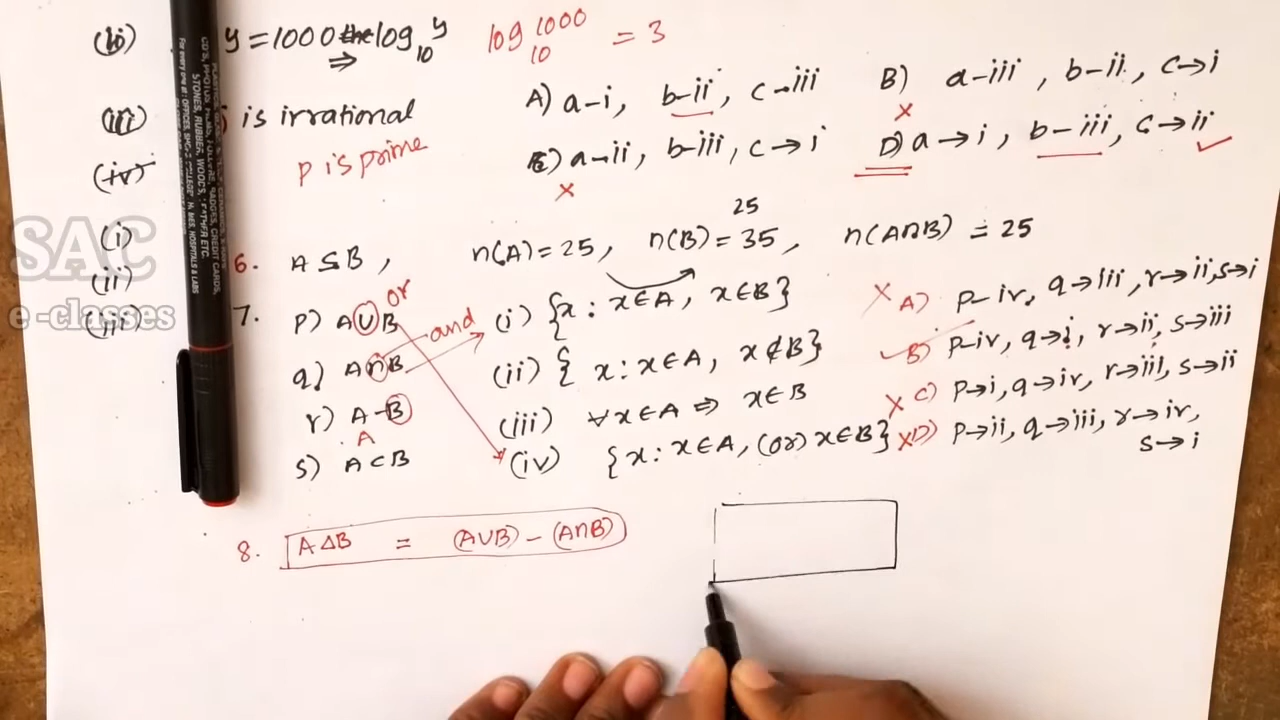 (ii) y = 1000 the log₁₀ y log₁₀ 1000 = 3
⇒
(iii) is irrational
p is prime
(iv)
A) a-i, b-ii, c-iii B) a-iii, b-ii, c→i
C) a-ii, b-iii, c→i D) a→i, b-iii, c→ii
(i)
(ii)
(iii)
SAC
e-classes
25
6. A⊆B, n(A)=25, n(B)=35, n(A∩B) = 25
7. p) A∪B or (i) {x : x∈A, x∈B} A) p-iv, q→iii, r→ii, s→i
q) A∩B and (ii) {x : x∈A, x∉B} B) p-iv, q→i, r→ii, s→iii
r) A-B (iii) ∀x∈A ⇒ x∈B C) p→i, q→iv, r→iii, s→ii
A
s) A⊂B (iv) {x : x∈A, (or) x∈B} D) p→ii, q→iii, r→iv,
s→i
8. A∆B = (A∪B) - (A∩B)